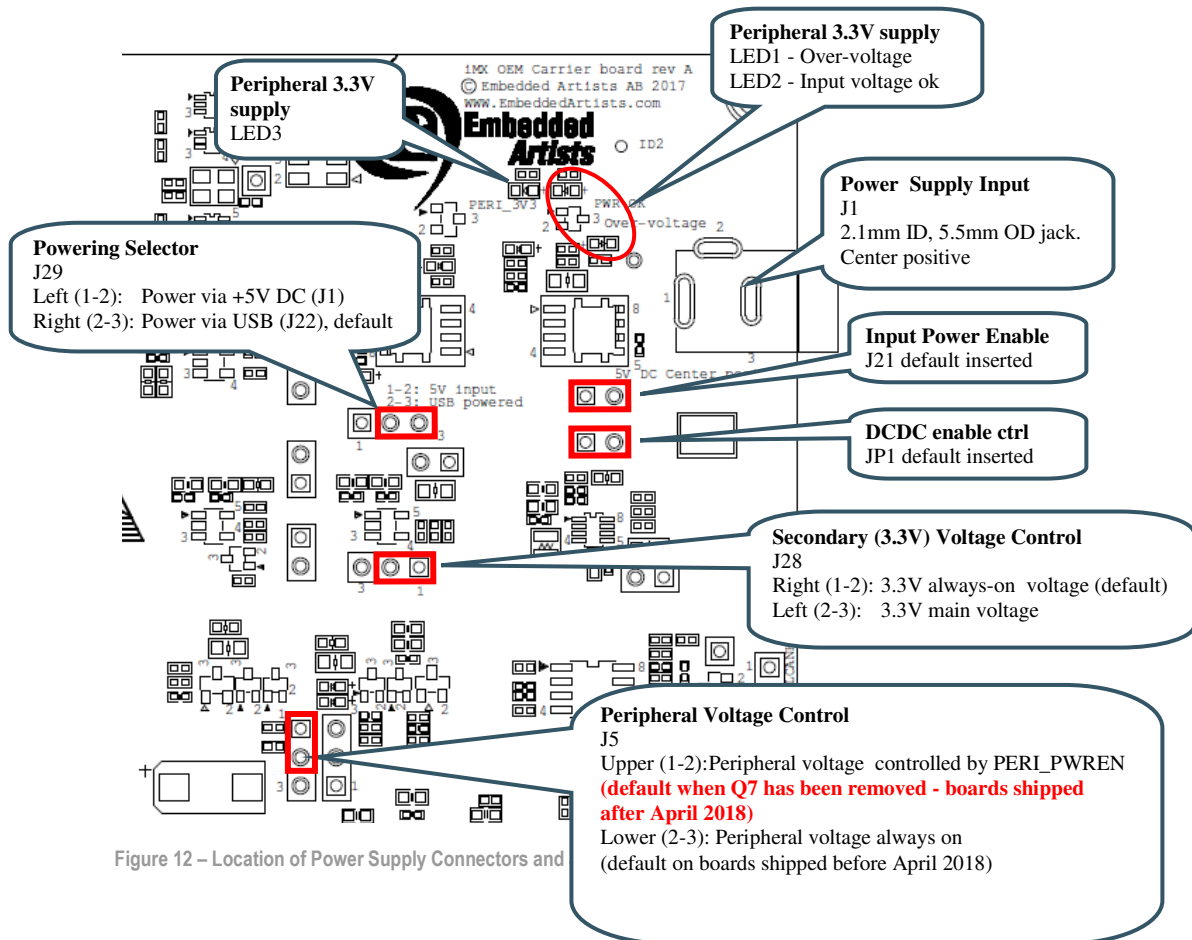 Peripheral 3.3V supply
LED1 - Over-voltage
LED2 - Input voltage ok
Peripheral 3.3V
supply
LED3
iMX OEM Carrier board rev A
© Embedded Artists AB 2017
WWW.EmbeddedArtists.com
Embedded
Artists
ID2
PERI_3V3
PWR OK
Over-voltage
Power Supply Input
J1
2.1mm ID, 5.5mm OD jack.
Center positive
Powering Selector
J29
Left (1-2): Power via +5V DC (J1)
Right (2-3): Power via USB (J22), default
Input Power Enable
J21 default inserted
5V DC Center
1-2: 5V input
2-3: USB powered
DCDC enable ctrl
JP1 default inserted
Secondary (3.3V) Voltage Control
J28
Right (1-2): 3.3V always-on voltage (default)
Left (2-3): 3.3V main voltage
Peripheral Voltage Control
J5
Upper (1-2):Peripheral voltage controlled by PERI_PWREN
(default when Q7 has been removed - boards shipped
after April 2018)
Lower (2-3): Peripheral voltage always on
(default on boards shipped before April 2018)
Figure 12 – Location of Power Supply Connectors and